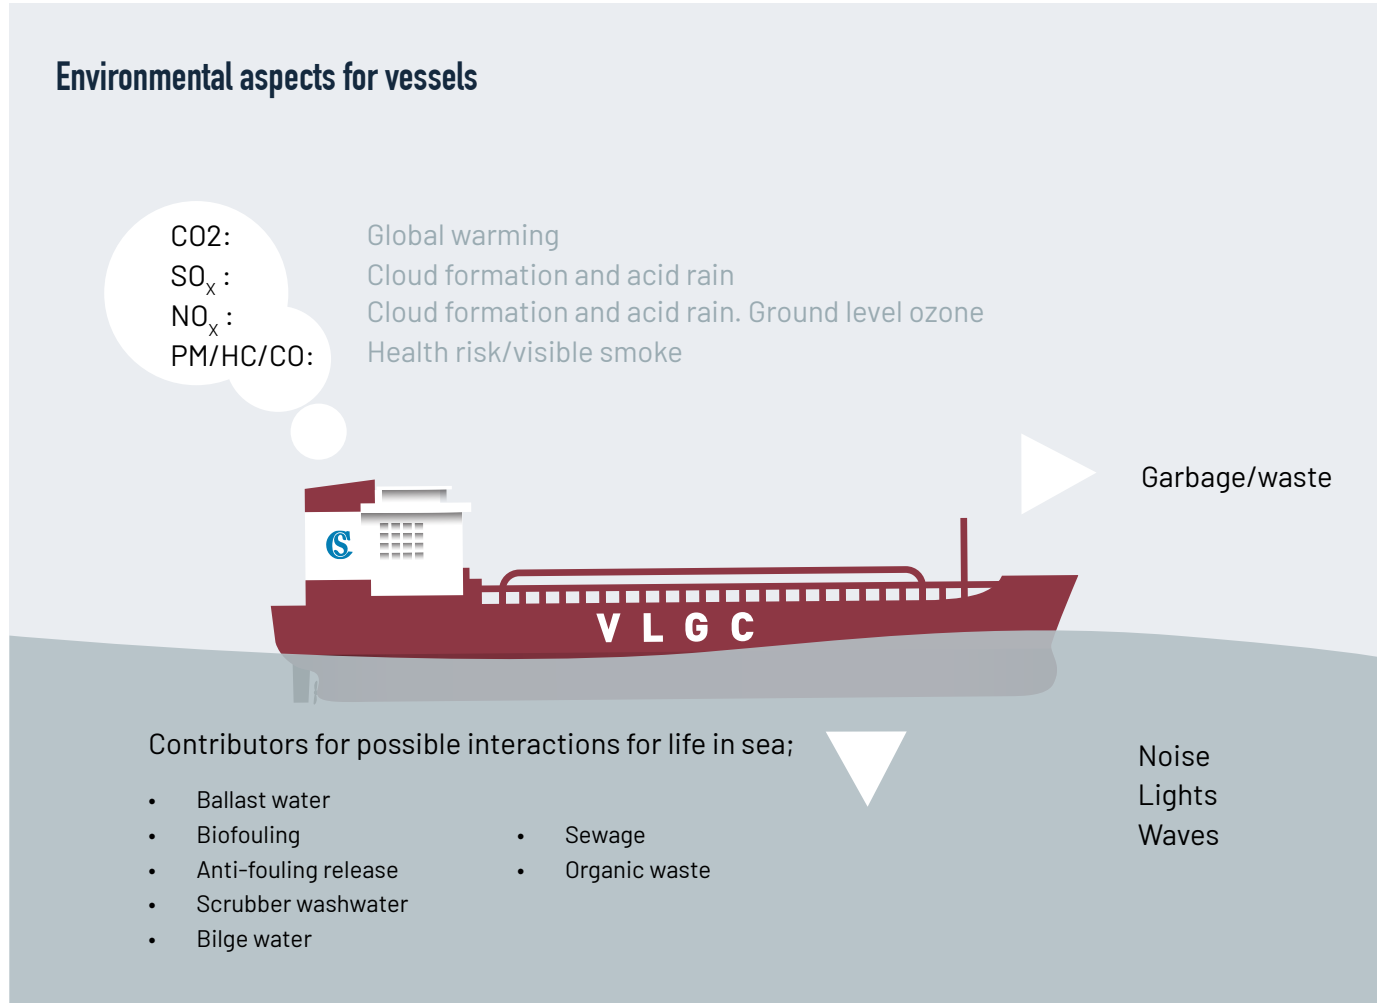 Environmental aspects for vessels
CO2: Global warming
SOx : Cloud formation and acid rain
NOx : Cloud formation and acid rain. Ground level ozone
PM/HC/CO: Health risk/visible smoke
Garbage/waste
CS
V L G C
Contributors for possible interactions for life in sea;
• Ballast water
• Biofouling
• Anti-fouling release
• Scrubber washwater
• Bilge water
• Sewage
• Organic waste
Noise
Lights
Waves